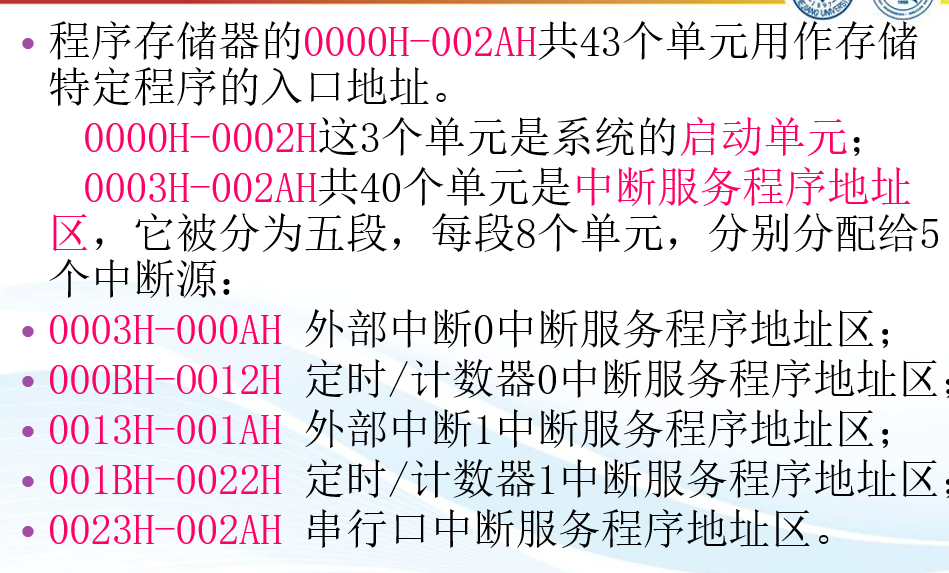 • 程序存储器的0000H-002AH共43个单元用作存储
特定程序的入口地址。
0000H-0002H这3个单元是系统的启动单元；
0003H-002AH共40个单元是中断服务程序地址
区，它被分为五段，每段8个单元，分别分配给5
个中断源：
• 0003H-000AH 外部中断0中断服务程序地址区；
• 000BH-0012H 定时/计数器0中断服务程序地址区；
• 0013H-001AH 外部中断1中断服务程序地址区；
• 001BH-0022H 定时/计数器1中断服务程序地址区；
• 0023H-002AH 串行口中断服务程序地址区。